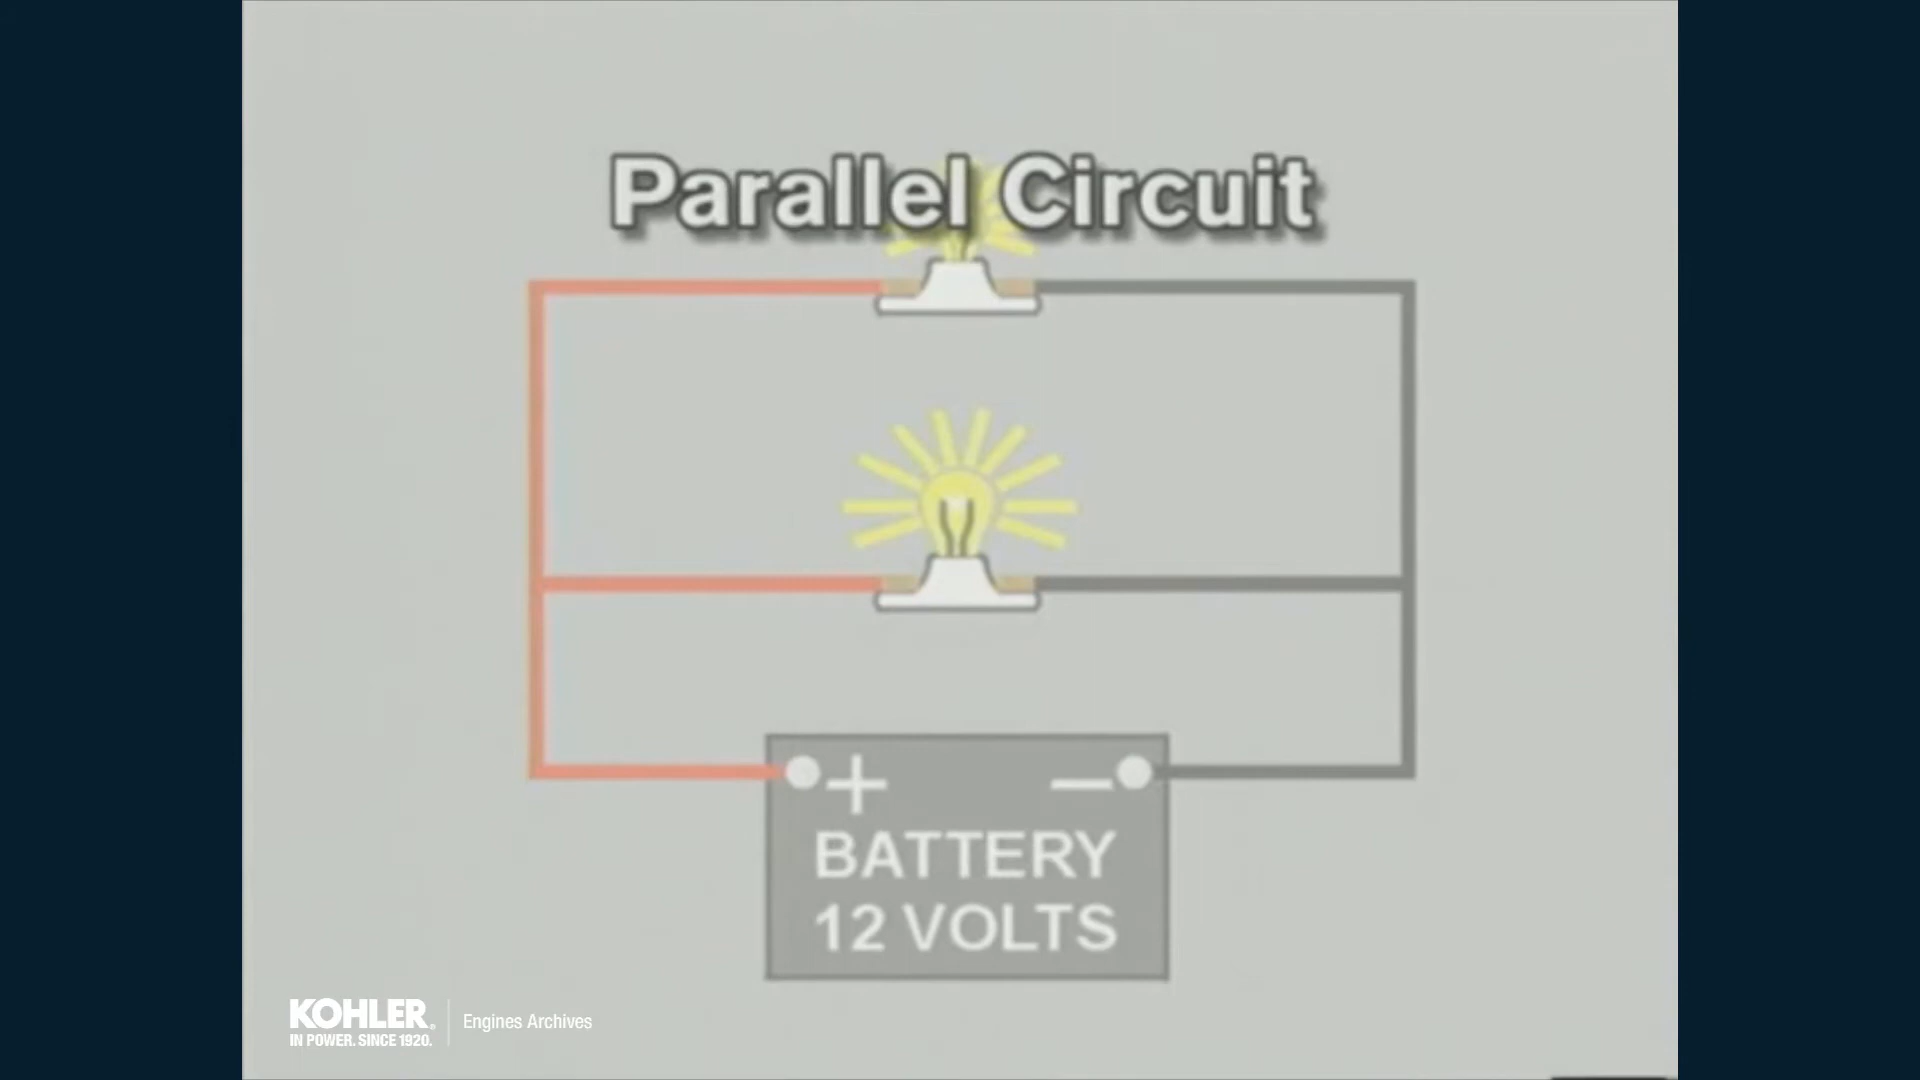 Parallel Circuit
+ −
BATTERY
12 VOLTS
KOHLER®
IN POWER. SINCE 1920.
Engines Archives